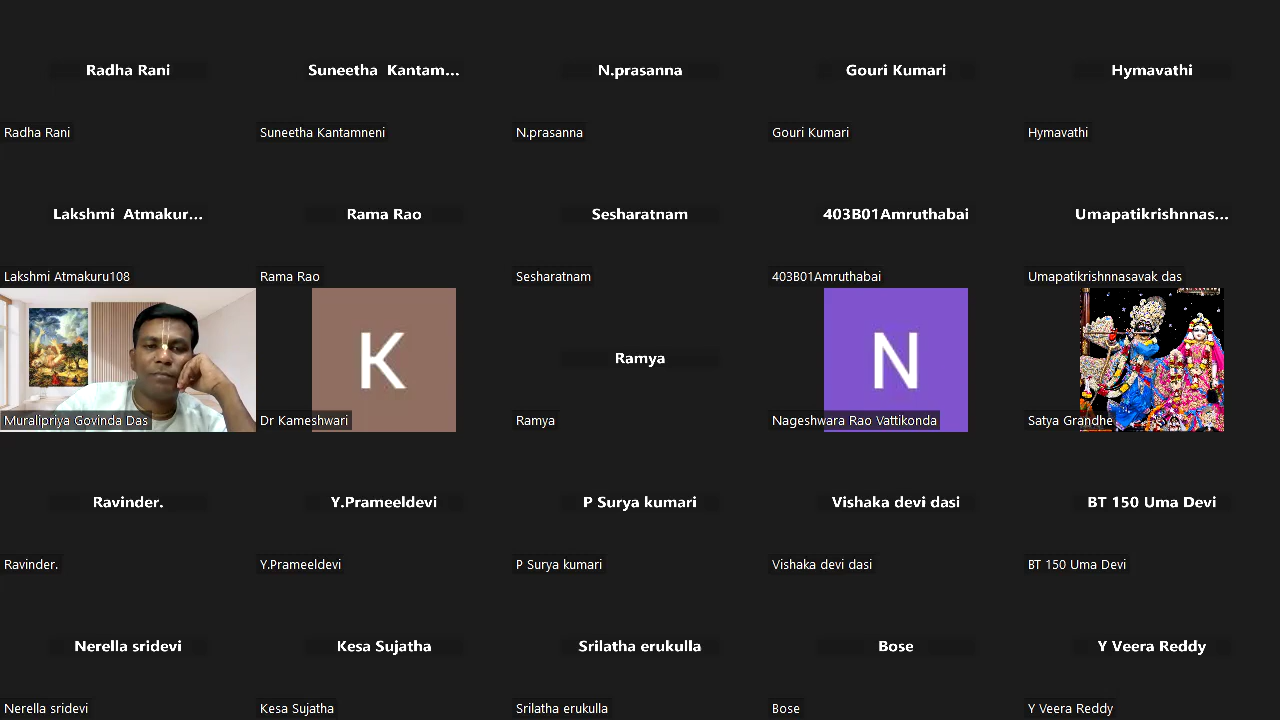 Radha Rani
Suneetha Kantam...
N.prasanna
Gouri Kumari
Hymavathi
Radha Rani
Suneetha Kantamneni
N.prasanna
Gouri Kumari
Hymavathi
Lakshmi Atmakur...
Rama Rao
Sesharatnam
403B01Amruthabai
Umapatikrishnnas...
Lakshmi Atmakuru108
Rama Rao
Sesharatnam
403B01Amruthabai
Umapatikrishnnasavak das
K
Ramya
N
Muralipriya Govinda Das
Dr Kameshwari
Ramya
Nageshwara Rao Vattikonda
Satya Grandhe
Ravinder.
Y.Prameeldevi
P Surya kumari
Vishaka devi dasi
BT 150 Uma Devi
Ravinder.
Y.Prameeldevi
P Surya kumari
Vishaka devi dasi
BT 150 Uma Devi
Nerella sridevi
Kesa Sujatha
Srilatha erukulla
Bose
Y Veera Reddy
Nerella sridevi
Kesa Sujatha
Srilatha erukulla
Bose
Y Veera Reddy